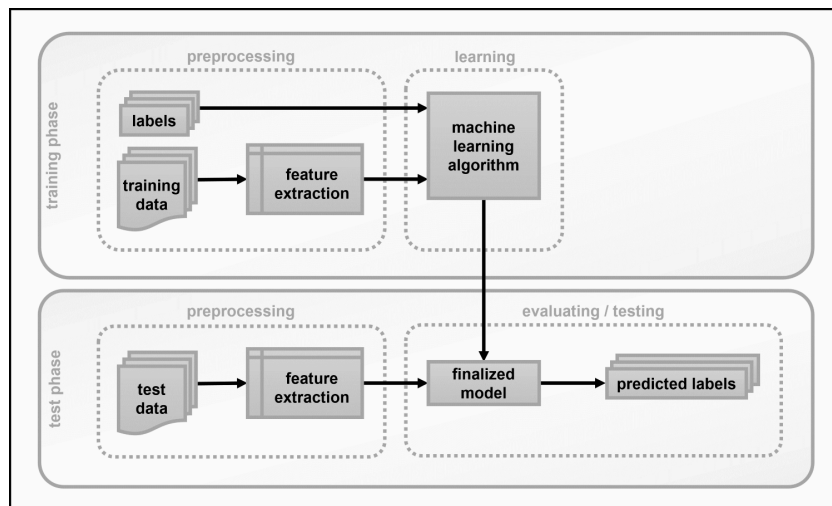 preprocessing
learning
training phase
labels
machine
learning
algorithm
training
data
feature
extraction
preprocessing
evaluating / testing
test phase
test
data
feature
extraction
finalized
model
predicted labels